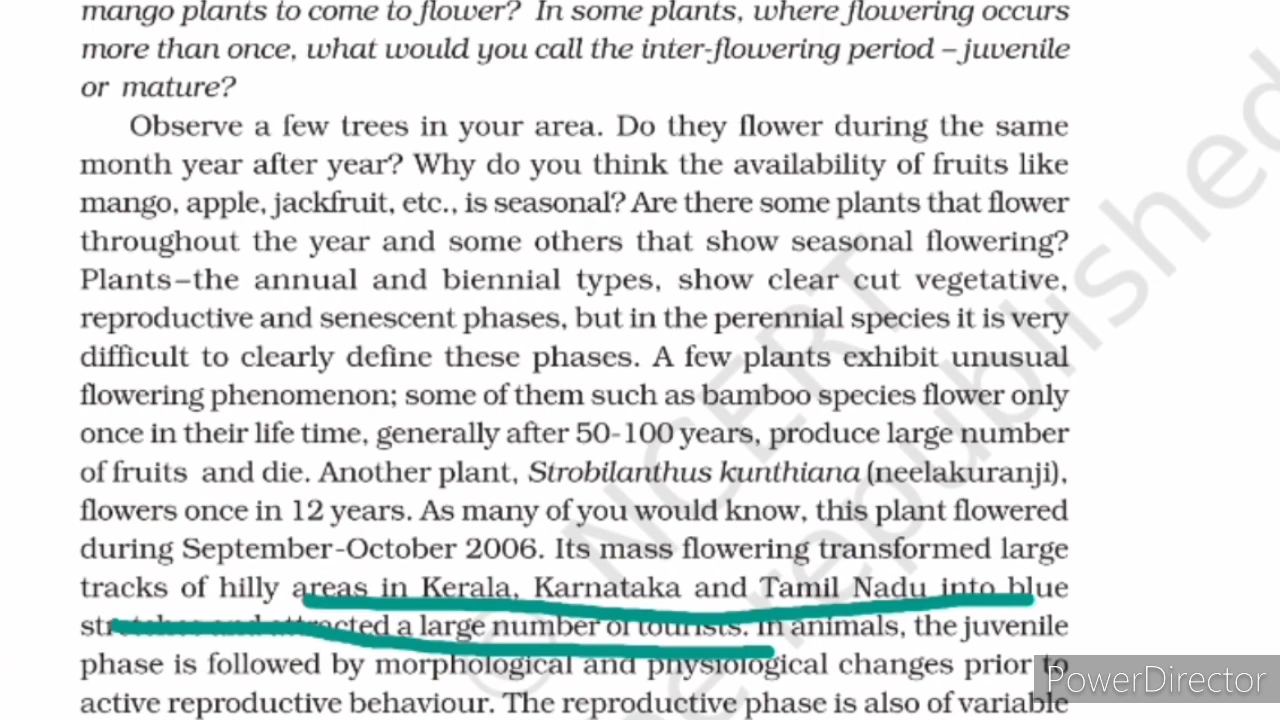 mango plants to come to flower? In some plants, where flowering occurs
more than once, what would you call the inter-flowering period – juvenile
or mature?
Observe a few trees in your area. Do they flower during the same
month year after year? Why do you think the availability of fruits like
mango, apple, jackfruit, etc., is seasonal? Are there some plants that flower
throughout the year and some others that show seasonal flowering?
Plants–the annual and biennial types, show clear cut vegetative,
reproductive and senescent phases, but in the perennial species it is very
difficult to clearly define these phases. A few plants exhibit unusual
flowering phenomenon; some of them such as bamboo species flower only
once in their life time, generally after 50-100 years, produce large number
of fruits and die. Another plant, Strobilanthus kunthiana (neelakuranji),
flowers once in 12 years. As many of you would know, this plant flowered
during September-October 2006. Its mass flowering transformed large
tracks of hilly areas in Kerala, Karnataka and Tamil Nadu into blue
stretches and attracted a large number of tourists. In animals, the juvenile
phase is followed by morphological and physiological changes prior to
active reproductive behaviour. The reproductive phase is also of variable
© NCERT
republished
PowerDirector